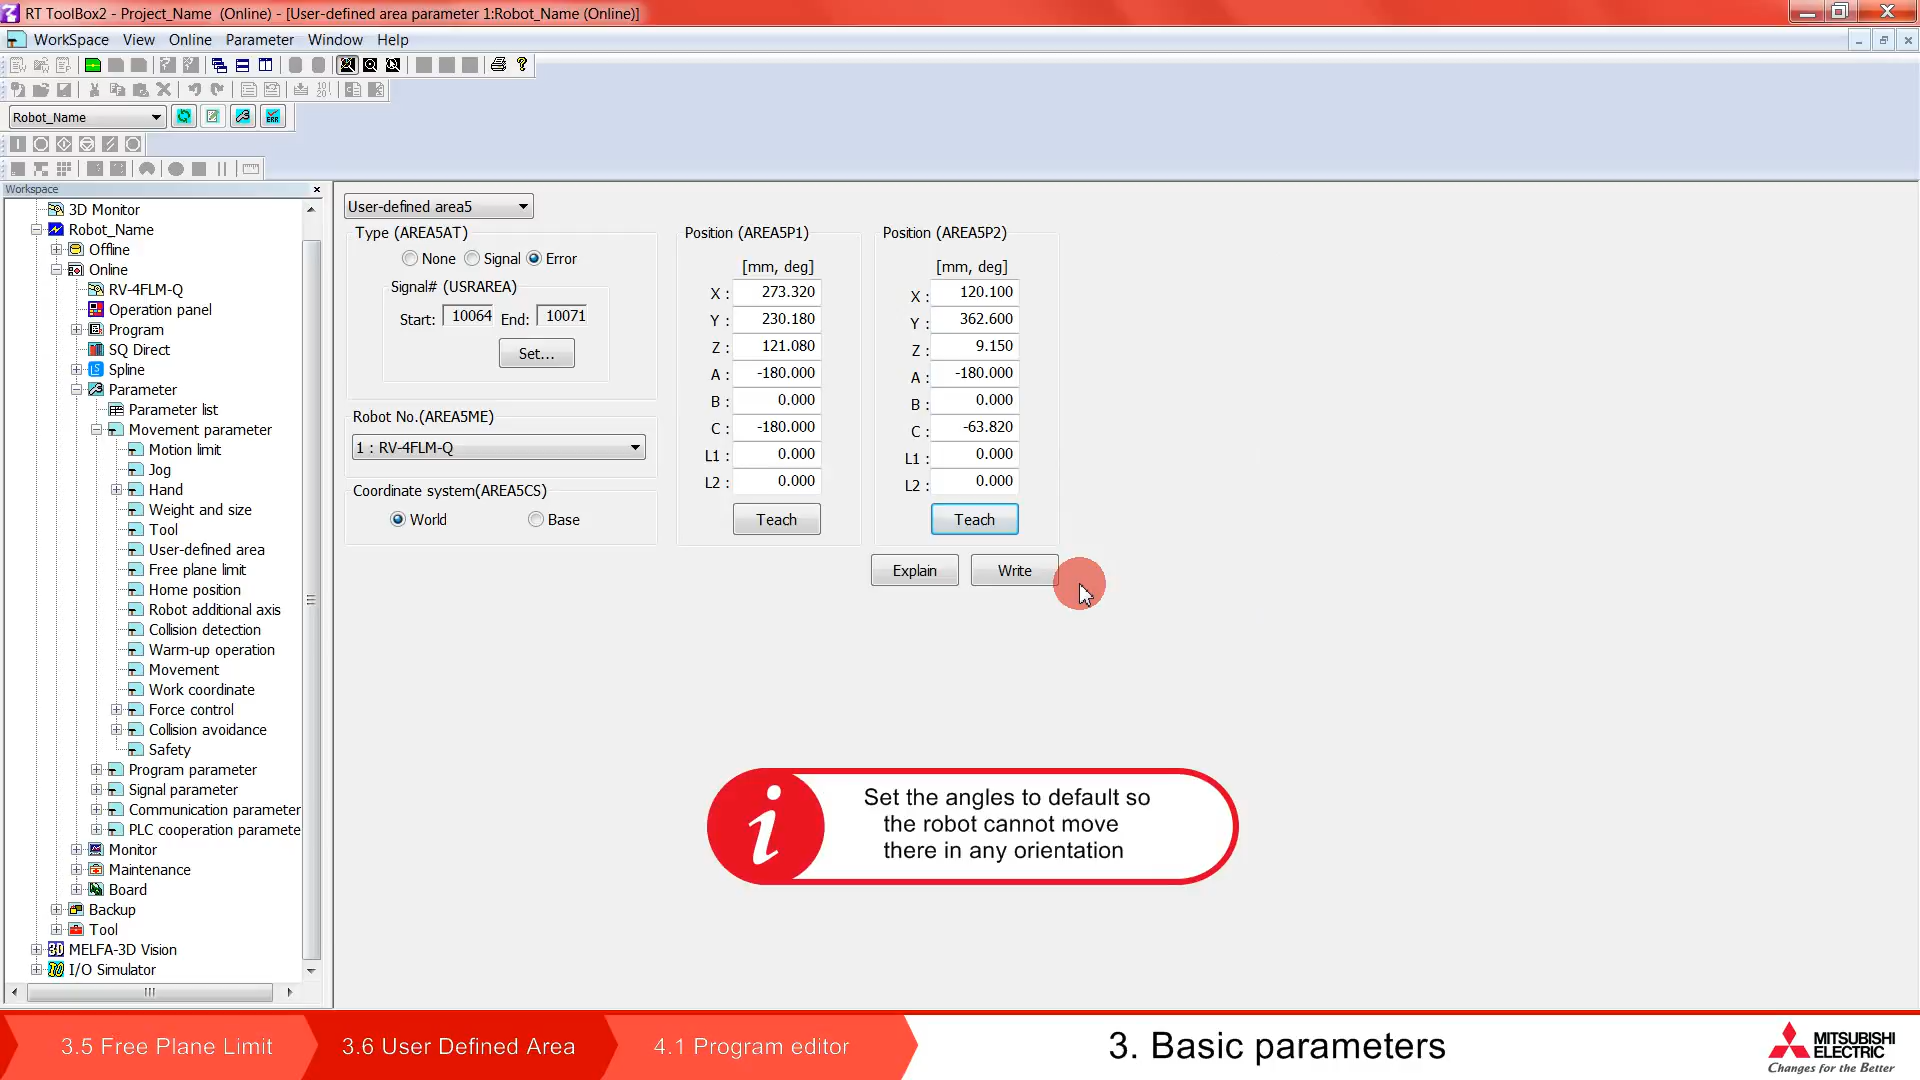 RT ToolBox2 - Project_Name  (Online) - [User-defined area parameter 1:Robot_Name (Online)]
WorkSpace View Online Parameter Window Help
Robot_Name
Workspace
3D Monitor
Robot_Name
Offline
Online
RV-4FLM-Q
Operation panel
Program
SQ Direct
Spline
Parameter
Parameter list
Movement parameter
Motion limit
Jog
Hand
Weight and size
Tool
User-defined area
Free plane limit
Home position
Robot additional axis
Collision detection
Warm-up operation
Movement
Work coordinate
Force control
Collision avoidance
Safety
Program parameter
Signal parameter
Communication parameter
PLC cooperation paramete
Monitor
Maintenance
Board
Backup
Tool
MELFA-3D Vision
I/O Simulator
User-defined area5
Type (AREA5AT)
None Signal Error
Signal# (USRAREA)
Start: 10064 End: 10071
Set...
Robot No.(AREA5ME)
1 : RV-4FLM-Q
Coordinate system(AREA5CS)
World Base
Position (AREA5P1)
[mm, deg]
X : 273.320
Y : 230.180
Z : 121.080
A : -180.000
B : 0.000
C : -180.000
L1 : 0.000
L2 : 0.000
Teach
Position (AREA5P2)
[mm, deg]
X : 120.100
Y : 362.600
Z : 9.150
A : -180.000
B : 0.000
C : -63.820
L1 : 0.000
L2 : 0.000
Teach
Explain Write
i
Set the angles to default so
the robot cannot move
there in any orientation
3.5 Free Plane Limit
3.6 User Defined Area
4.1 Program editor
3. Basic parameters
MITSUBISHI
ELECTRIC
Changes for the Better